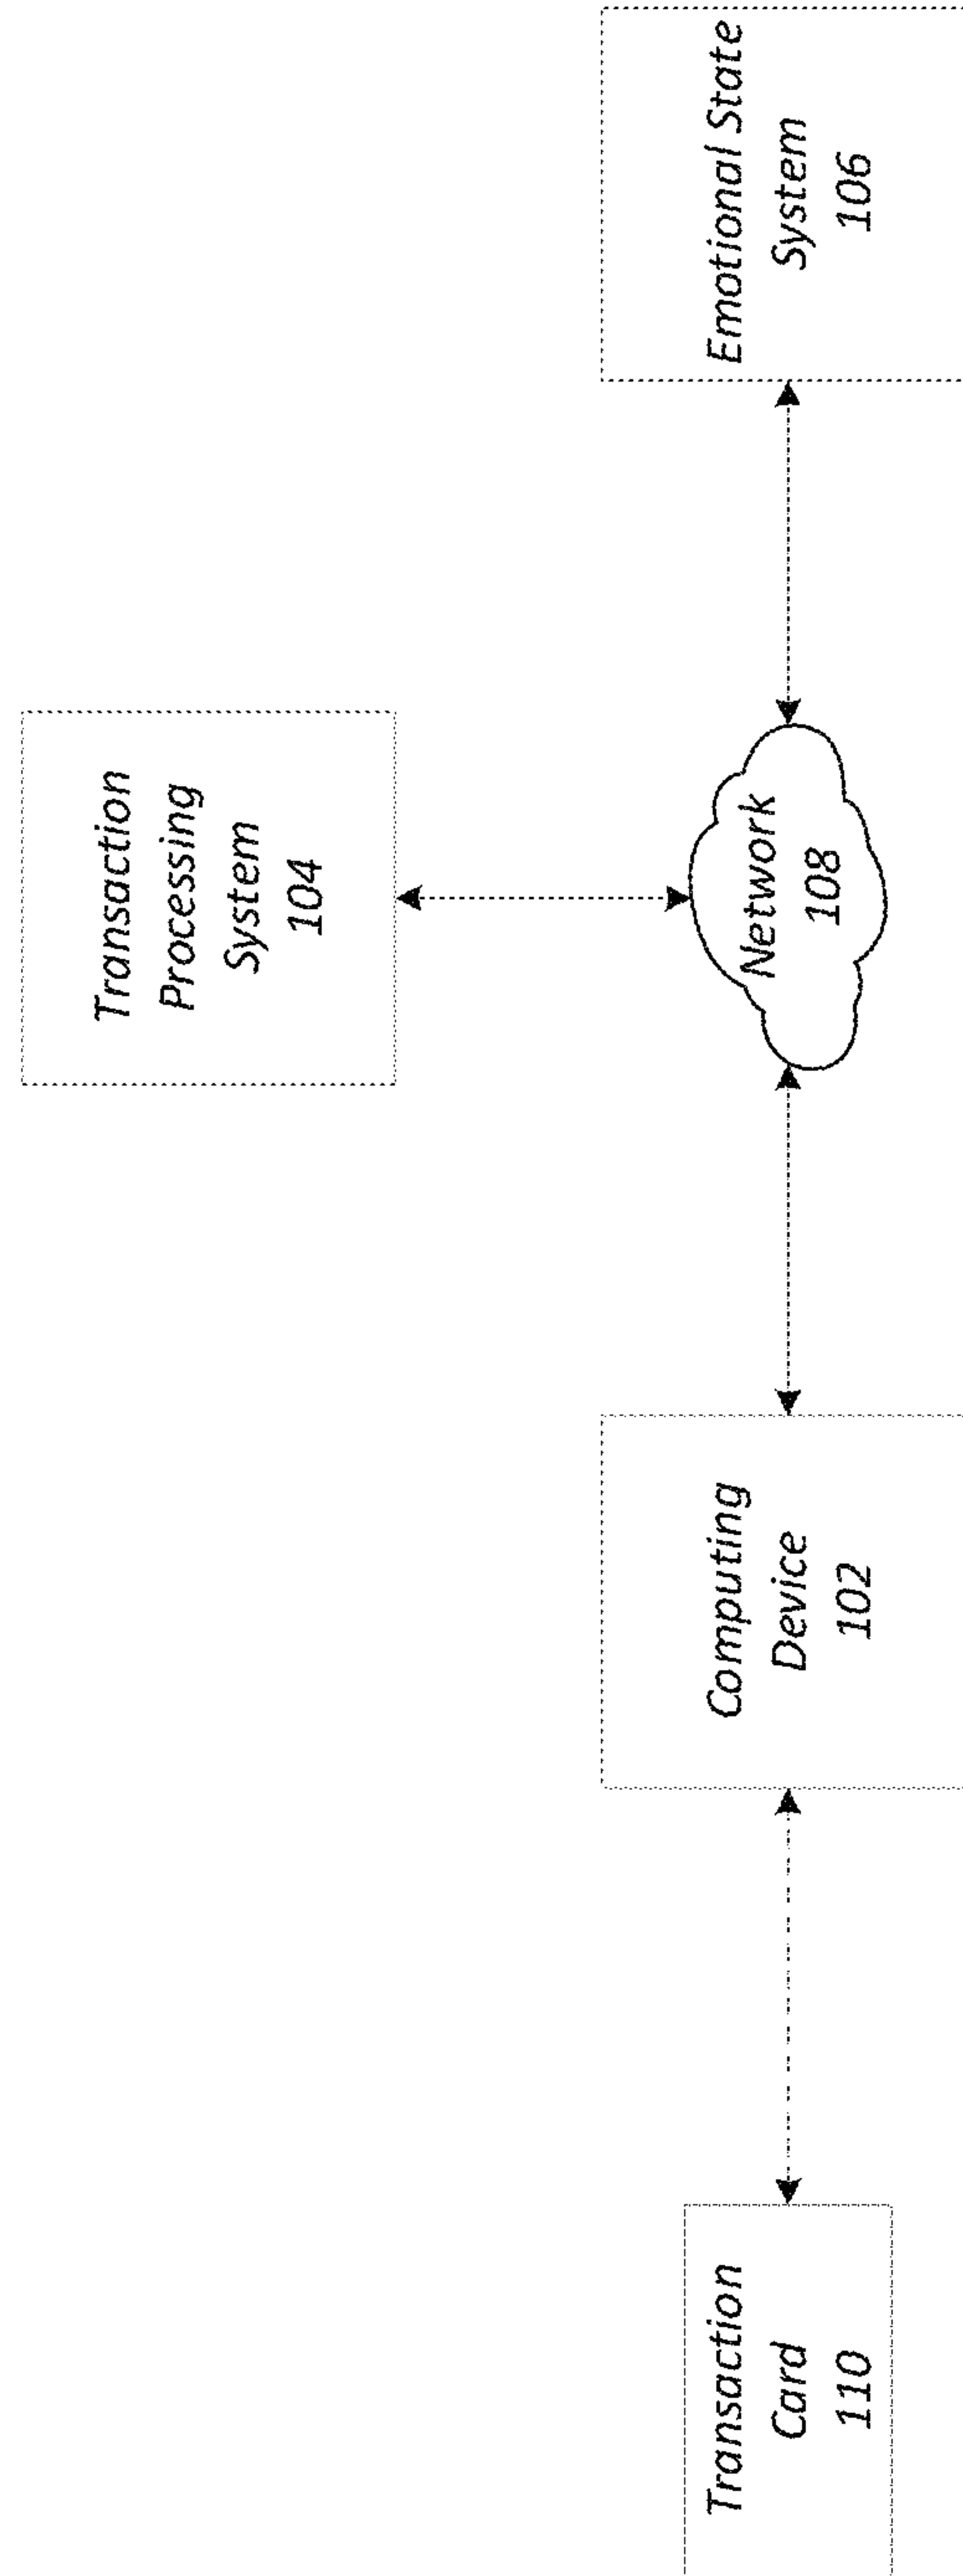 Transaction
Processing
System
104
Transaction
Card
110
Computing
Device
102
Network
108
Emotional State
System
106